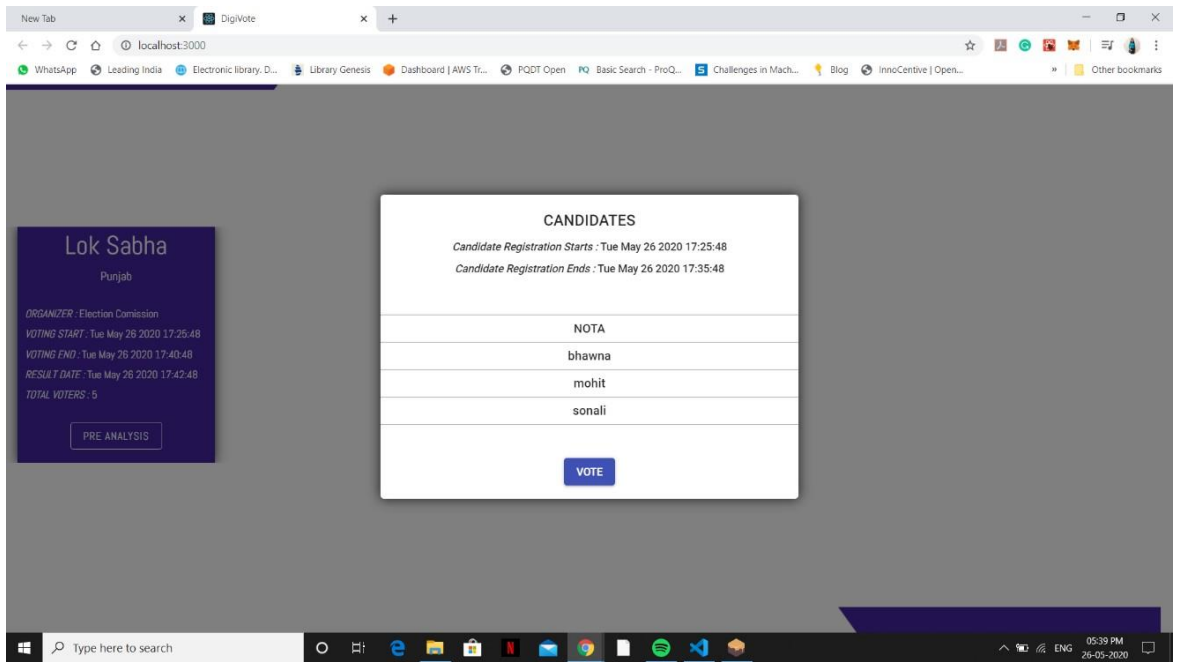 New Tab
DigiVote
localhost:3000
WhatsApp
Leading India
Electronic library. D...
Library Genesis
Dashboard | AWS Tr...
PQDT Open
PQ Basic Search - ProQ...
Challenges in Mach...
Blog
InnoCentive | Open...
Other bookmarks
CANDIDATES
Candidate Registration Starts : Tue May 26 2020 17:25:48
Candidate Registration Ends : Tue May 26 2020 17:35:48
NOTA
bhawna
mohit
sonali
VOTE
Lok Sabha
Punjab
ORGANIZER : Election Comission
VOTING START : Tue May 26 2020 17:25:48
VOTING END : Tue May 26 2020 17:40:48
RESULT DATE : Tue May 26 2020 17:42:48
TOTAL VOTERS : 5
PRE ANALYSIS
Type here to search
ENG
05:39 PM
26-05-2020